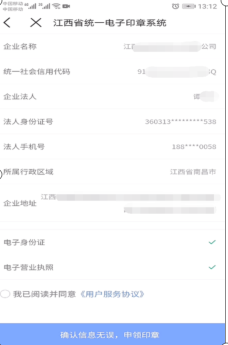 13:12
江西省统一电子印章系统
企业名称 江 公司
统一社会信用代码 91 Q
企业法人
法人身份证号 360313*********538
法人手机号 188****0058
所属行政区域 江西省南昌市
企业地址 江西
电子身份证
电子营业执照
我已阅读并同意《用户服务协议》
确认信息无误,申领印章